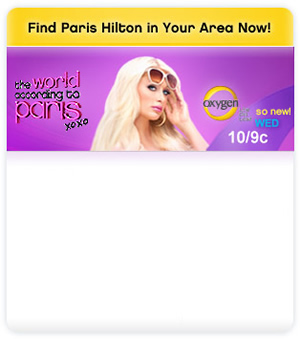 Find Paris Hilton in Your Area Now!
the world
according to
paris
xoxo
oxygen
so new!
WED
10/9c